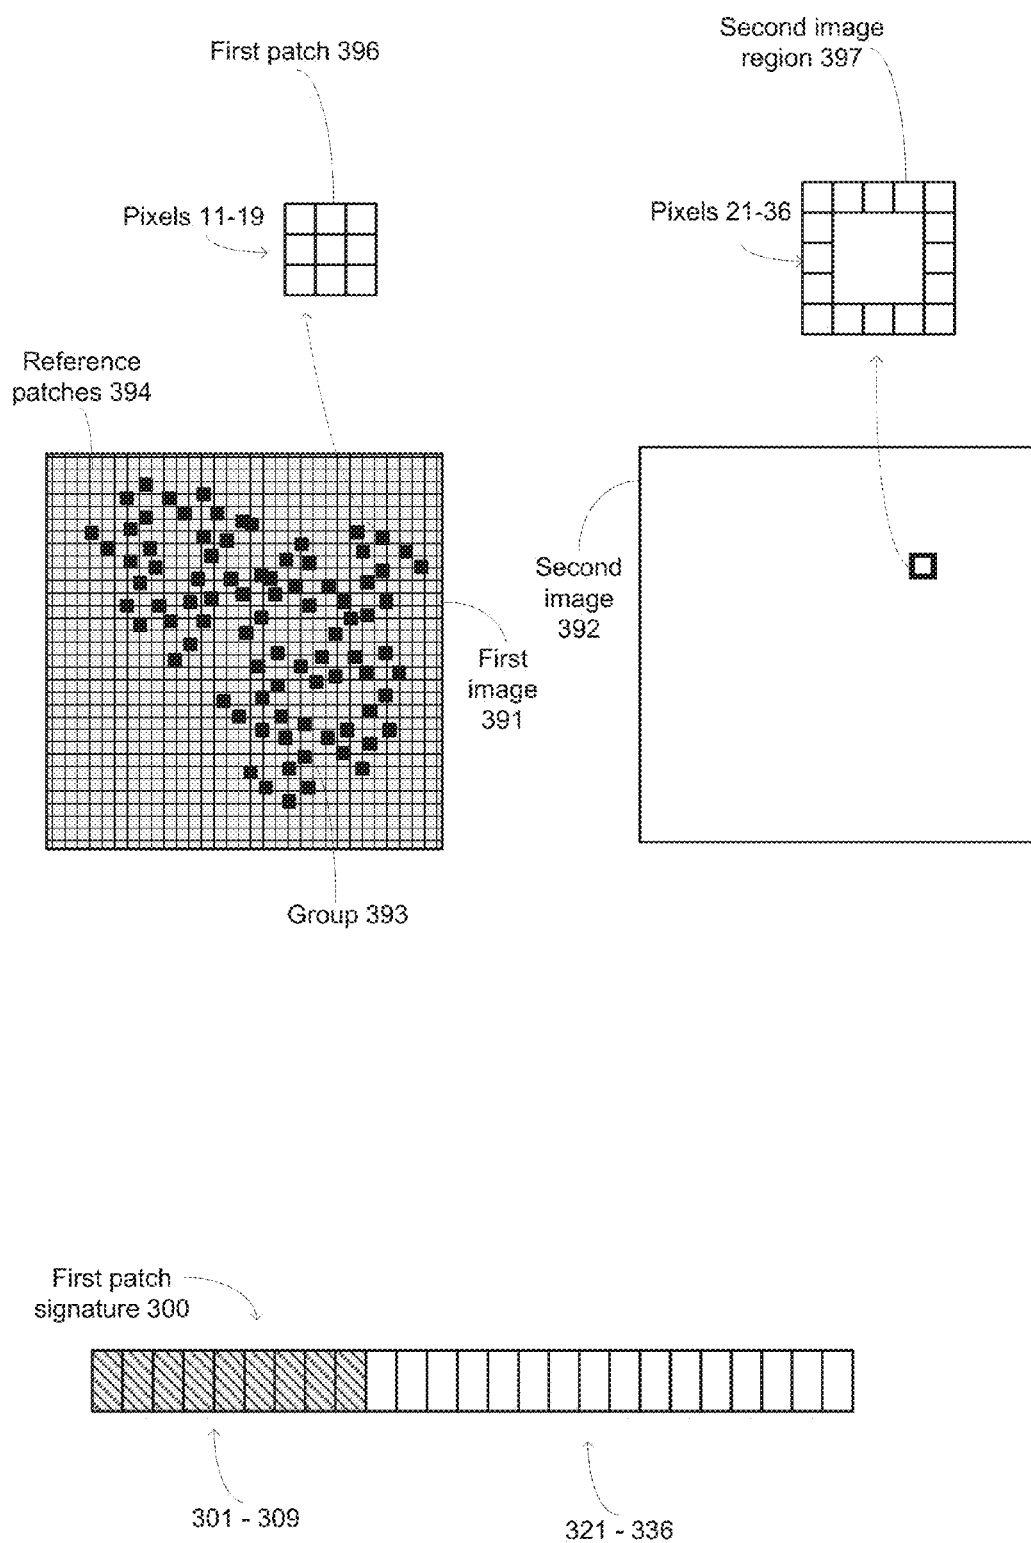 First patch 396
Second image
region 397
Pixels 11-19
Pixels 21-36
Reference
patches 394
Second
image
392
First
image
391
Group 393
First patch
signature 300
301 - 309
321 - 336